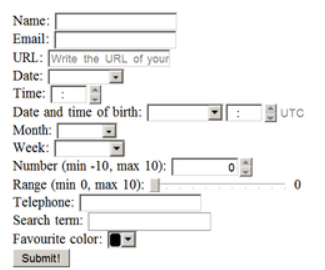 Name:
Email:
URL: Write the URL of your
Date:
Time: :
Date and time of birth: : UTC
Month:
Week:
Number (min -10, max 10): 0
Range (min 0, max 10): 0
Telephone:
Search term:
Favourite color:
Submit!